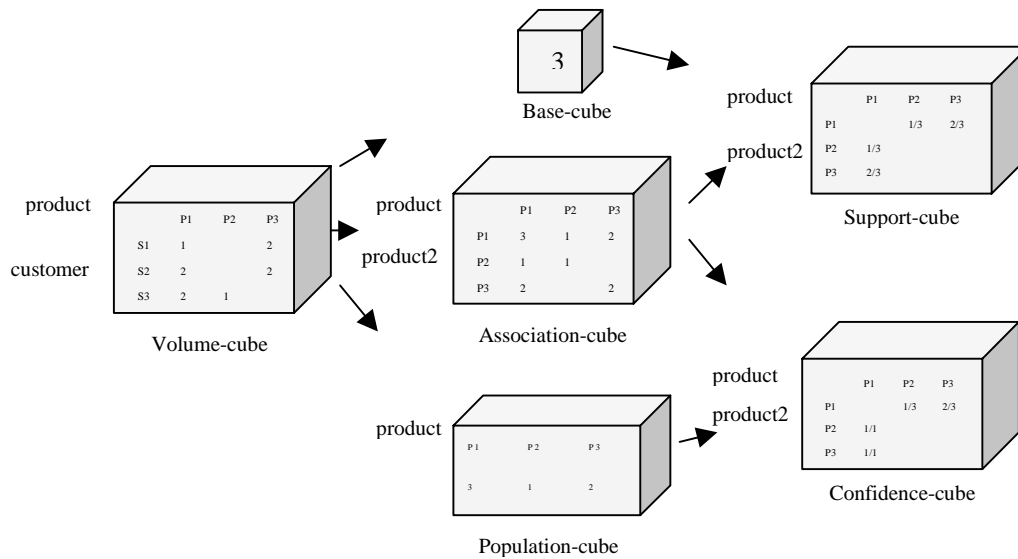 3
Base-cube
product
product2
P1 P2 P3
P1 1/3 2/3
P2 1/3
P3 2/3
Support-cube
product
customer
P1 P2 P3
S1 1 2
S2 2 2
S3 2 1
Volume-cube
product
product2
P1 P2 P3
P1 3 1 2
P2 1 1
P3 2 2
Association-cube
product
P 1 P 2 P 3
3 1 2
Population-cube
product
product2
P1 P2 P3
P1 1/3 2/3
P2 1/1
P3 1/1
Confidence-cube